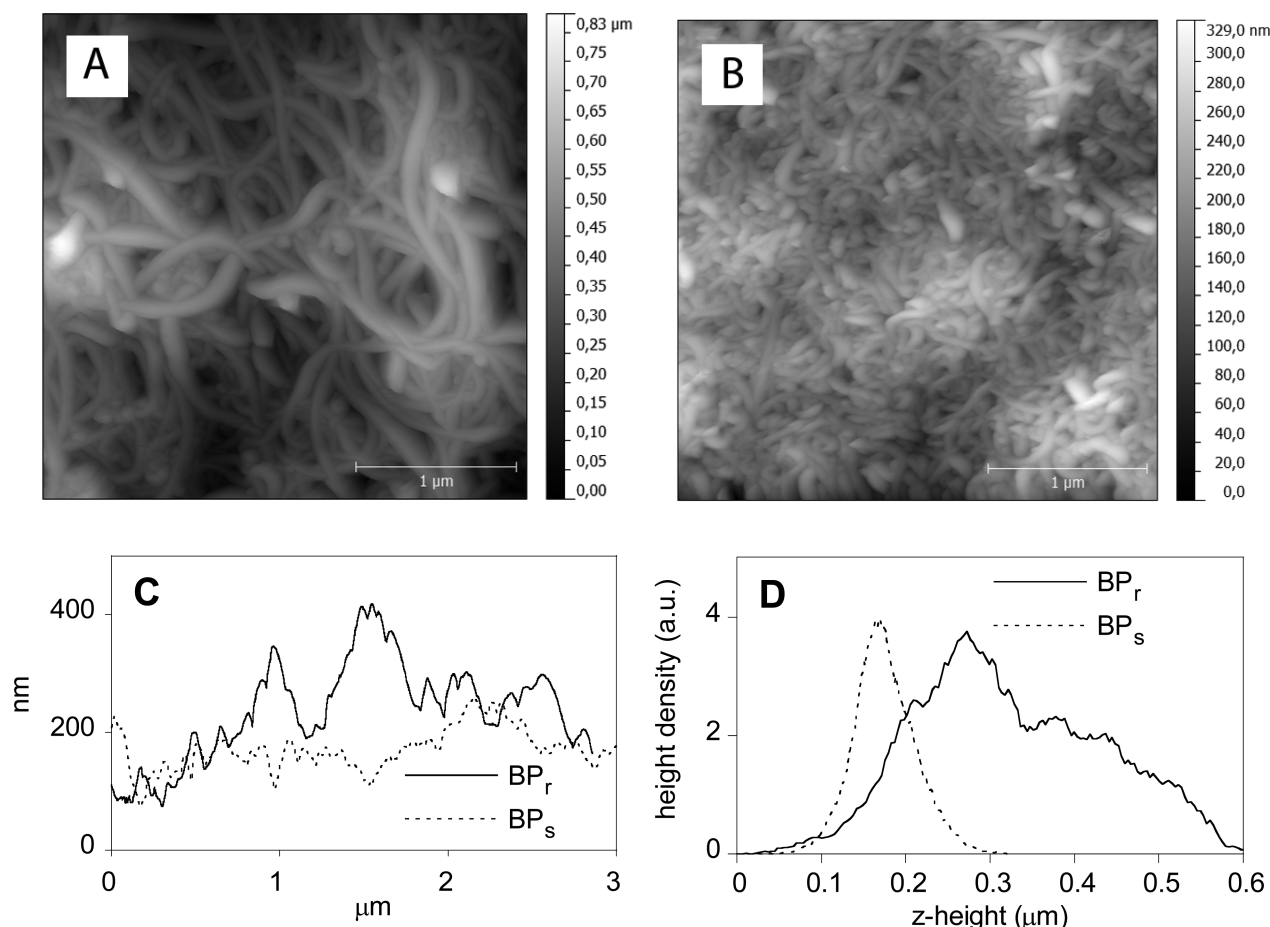 A
0,83 µm
0,75
0,70
0,65
0,60
0,55
0,50
0,45
0,40
0,35
0,30
0,25
0,20
0,15
0,10
0,05
0,00
1 µm
B
329,0 nm
300,0
280,0
260,0
240,0
220,0
200,0
180,0
160,0
140,0
120,0
100,0
80,0
60,0
40,0
20,0
0,0
1 µm
C
nm
400
200
0
BPr
BPs
0 1 2 3
µm
D
height density (a.u.)
4
2
0
BPr
BPs
0 0.1 0.2 0.3 0.4 0.5 0.6
z-height (µm)